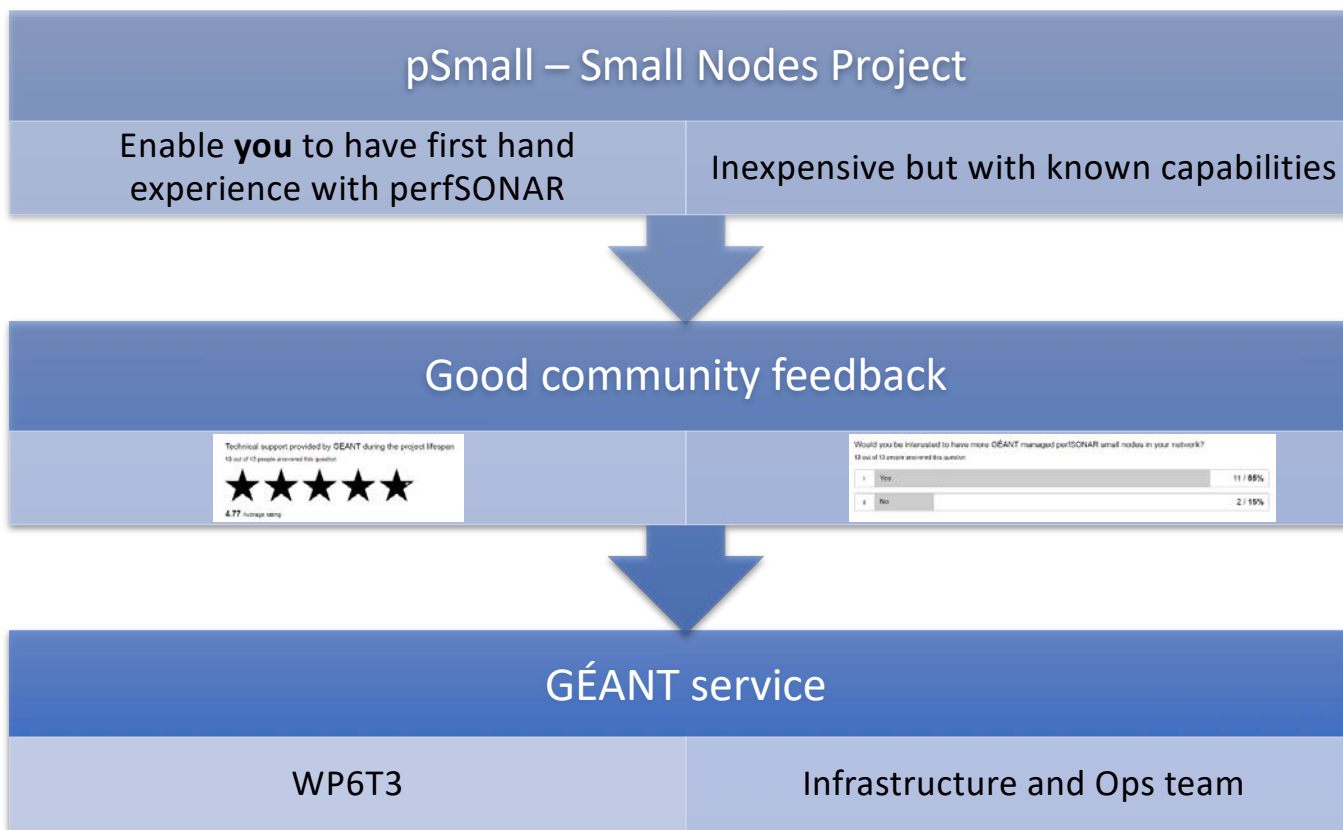 pSmall – Small Nodes Project
Enable you to have first hand
experience with perfSONAR
Inexpensive but with known capabilities
Good community feedback
Technical support provided by GEANT during the project lifespan
13 out of 13 people answered this question
4.77 Average rating
Would you be interested to have more GÉANT managed perfSONAR small nodes in your network?
13 out of 13 people answered this question
1 Yes 11 / 85%
2 No 2 / 15%
GÉANT service
WP6T3
Infrastructure and Ops team